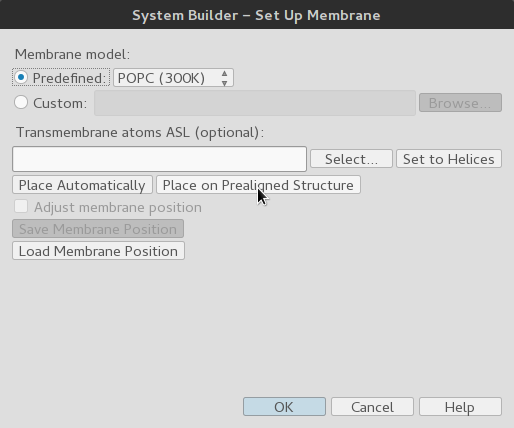 System Builder – Set Up Membrane
Membrane model:
Predefined: POPC (300K)
Custom: Browse...
Transmembrane atoms ASL (optional):
Select... Set to Helices
Place Automatically Place on Prealigned Structure
Adjust membrane position
Save Membrane Position
Load Membrane Position
OK Cancel Help